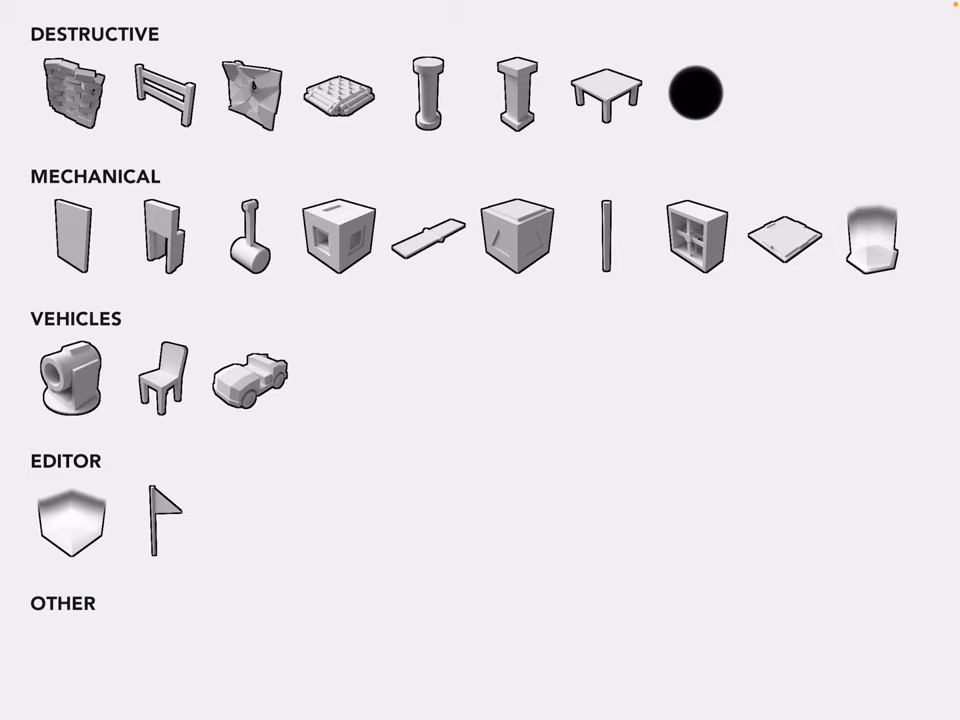 DESTRUCTIVE
MECHANICAL
VEHICLES
EDITOR
OTHER